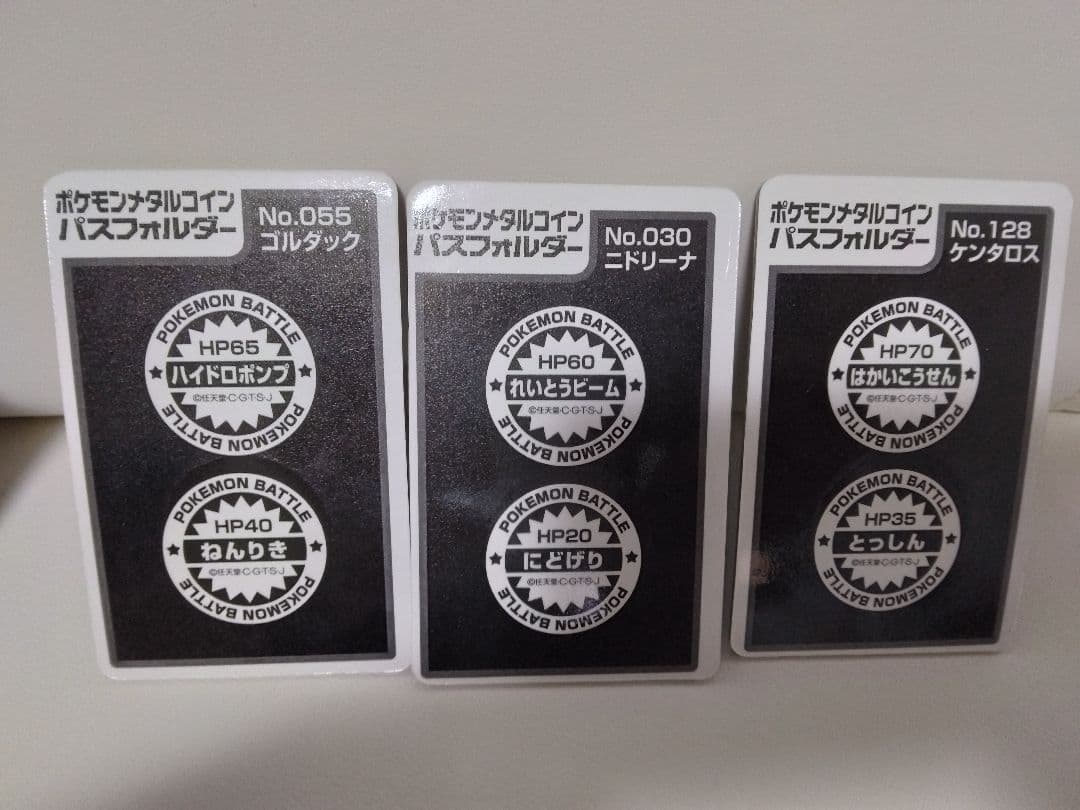 ポケモンメタルコイン
パスフォルダー
No.055
ゴルダック
POKEMON BATTLE
HP65
ハイドロポンプ
©任天堂・C・G・T・S・J
POKEMON BATTLE
POKEMON BATTLE
HP40
ねんりき
©任天堂・C・G・T・S・J
POKEMON BATTLE
ポケモンメタルコイン
パスフォルダー
No.030
ニドリーナ
POKEMON BATTLE
HP60
れいとうビーム
©任天堂・C・G・T・S・J
POKEMON BATTLE
POKEMON BATTLE
HP20
にどげり
©任天堂・C・G・T・S・J
POKEMON BATTLE
ポケモンメタルコイン
パスフォルダー
No.128
ケンタロス
POKEMON BATTLE
HP70
はかいこうせん
©任天堂・C・G・T・S・J
POKEMON BATTLE
POKEMON BATTLE
HP35
とっしん
©任天堂・C・G・T・S・J
POKEMON BATTLE